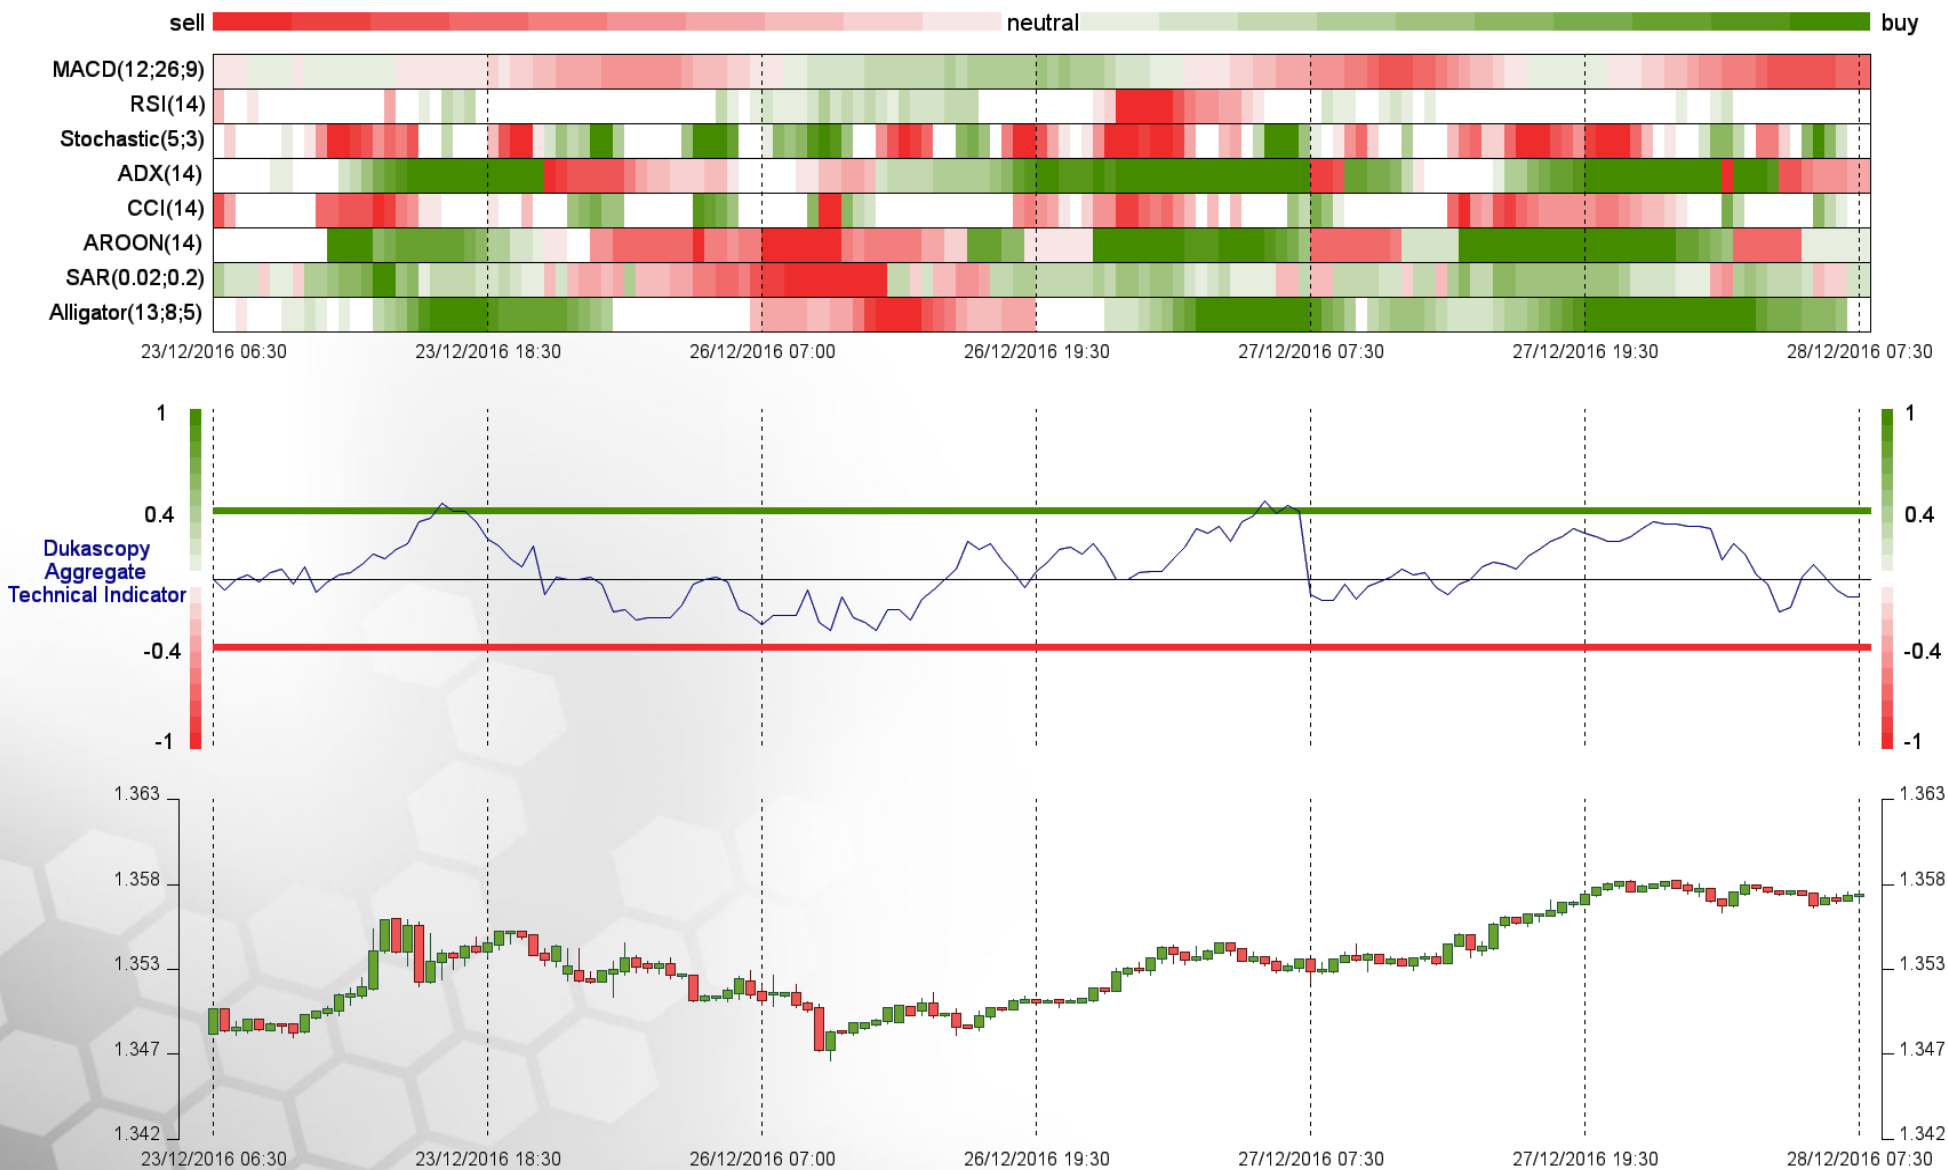 sell neutral buy
MACD(12;26;9)
RSI(14)
Stochastic(5;3)
ADX(14)
CCI(14)
AROON(14)
SAR(0.02;0.2)
Alligator(13;8;5)
23/12/2016 06:30 23/12/2016 18:30 26/12/2016 07:00 26/12/2016 19:30 27/12/2016 07:30 27/12/2016 19:30 28/12/2016 07:30
1 1
0.4 0.4
Dukascopy
Aggregate
Technical Indicator
-0.4 -0.4
-1 -1
1.363 1.363
1.358 1.358
1.353 1.353
1.347 1.347
1.342 1.342
23/12/2016 06:30 23/12/2016 18:30 26/12/2016 07:00 26/12/2016 19:30 27/12/2016 07:30 27/12/2016 19:30 28/12/2016 07:30